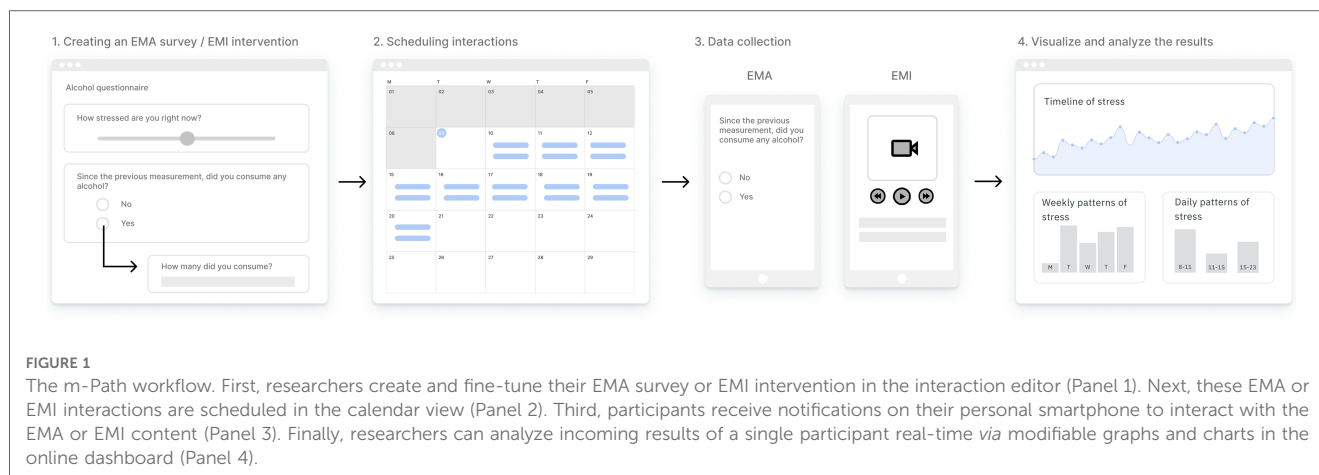 1. Creating an EMA survey / EMI intervention
Alcohol questionnaire
How stressed are you right now?
Since the previous measurement, did you consume any
alcohol?
No
Yes
How many did you consume?
2. Scheduling interactions
M T W T F
01 02 03 04 05
08 10 11 12
15 16 17 18 19
20 21 22 23 24
25 26 27 28 29
3. Data collection
EMA
Since the previous
measurement, did you
consume any alcohol?
No
Yes
EMI
4. Visualize and analyze the results
Timeline of stress
Weekly patterns of
stress
M T W T F
Daily patterns of
stress
8-11 11-15 15-23
FIGURE 1
The m-Path workflow. First, researchers create and fine-tune their EMA survey or EMI intervention in the interaction editor (Panel 1). Next, these EMA or
EMI interactions are scheduled in the calendar view (Panel 2). Third, participants receive notifications on their personal smartphone to interact with the
EMA or EMI content (Panel 3). Finally, researchers can analyze incoming results of a single participant real-time via modifiable graphs and charts in the
online dashboard (Panel 4).